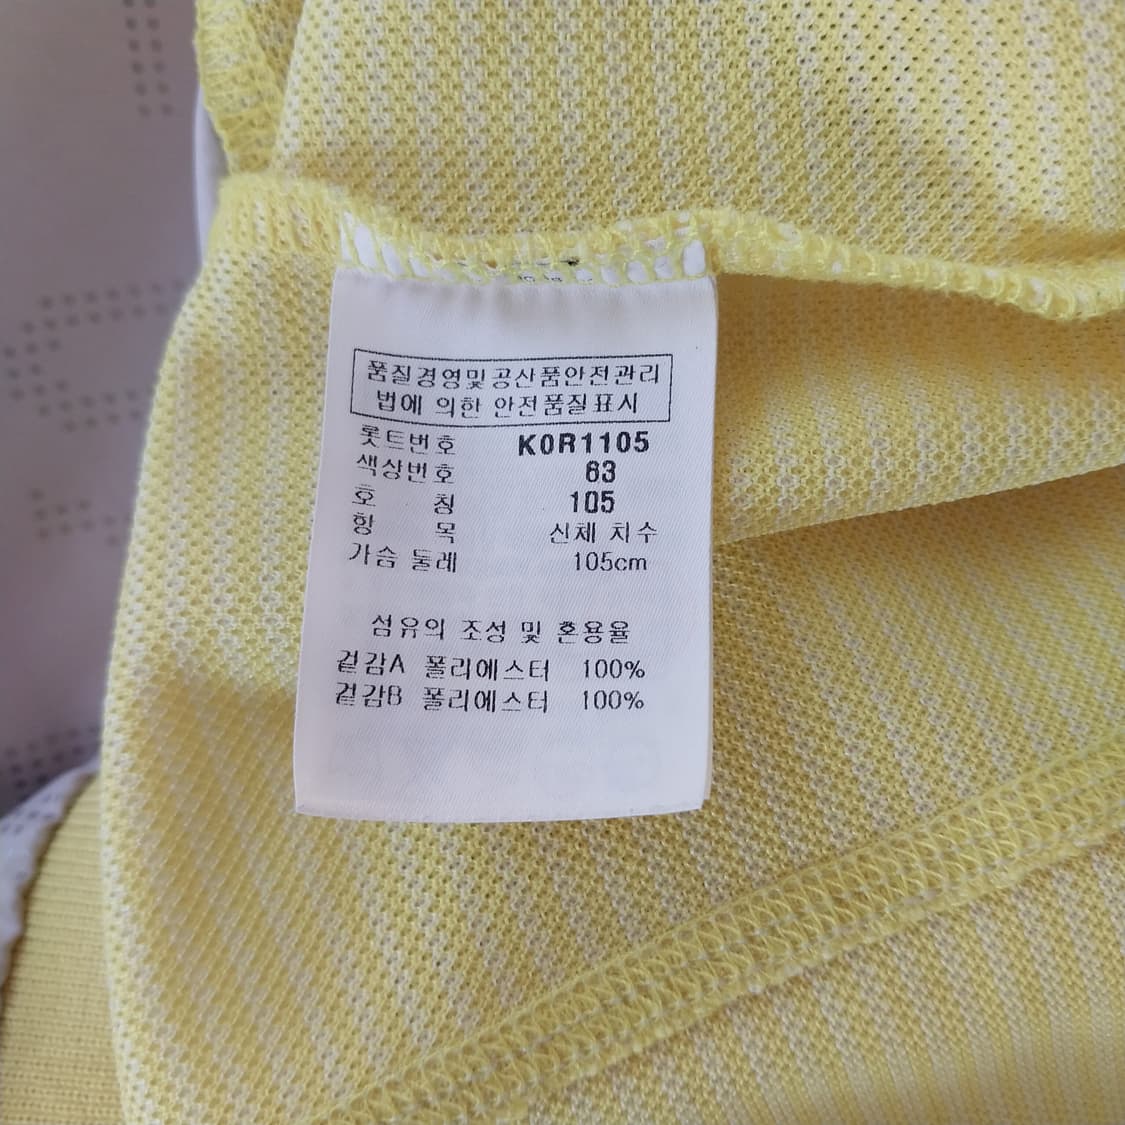 품질경영및공산품안전관리
법에 의한 안전품질표시
롯트번호 K0R1105
색상번호 63
호 칭 105
항 목 신체 치수
가슴 둘레 105cm
섬유의 조성 및 혼용율
겉감A 폴리에스터 100%
겉감B 폴리에스터 100%